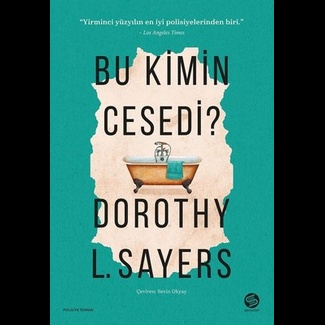 "Yirminci yüzyılın en iyi polisiyelerinden biri."
- Los Angeles Times
BU KİMİN
CESEDİ?
DOROTHY
L. SAYERS
Çeviren: Sevin Okyay